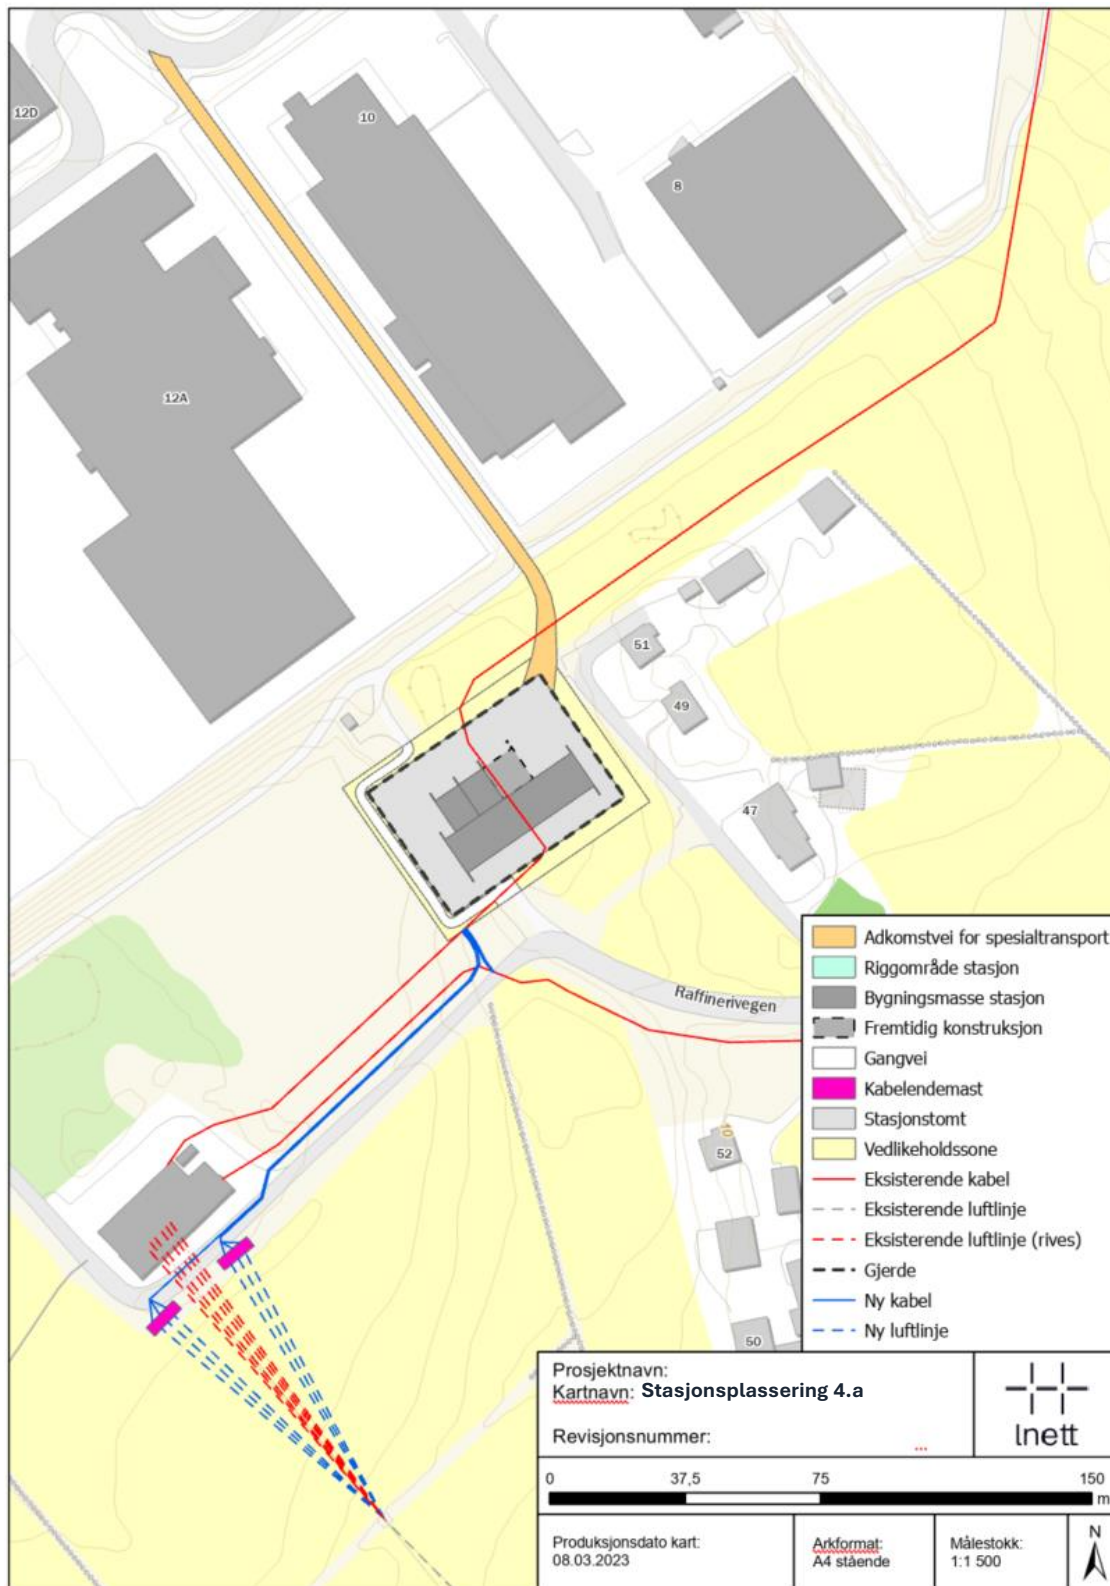 12D
10
8
12A
51
49
47
Raffinerivegen
10
52
50
Adkomstvei for spesialtransport
Riggområde stasjon
Bygningsmasse stasjon
Fremtidig konstruksjon
Gangvei
Kabelendemast
Stasjonstomt
Vedlikeholdssone
Eksisterende kabel
Eksisterende luftlinje
Eksisterende luftlinje (rives)
Gjerde
Ny kabel
Ny luftlinje
Prosjektnavn:
Kartnavn: Stasjonsplassering 4.a
Revisjonsnummer:
...
lnett
0 37,5 75 150
m
Produksjonsdato kart:
08.03.2023
Arkformat:
A4 stående
Målestokk:
1:1 500
N